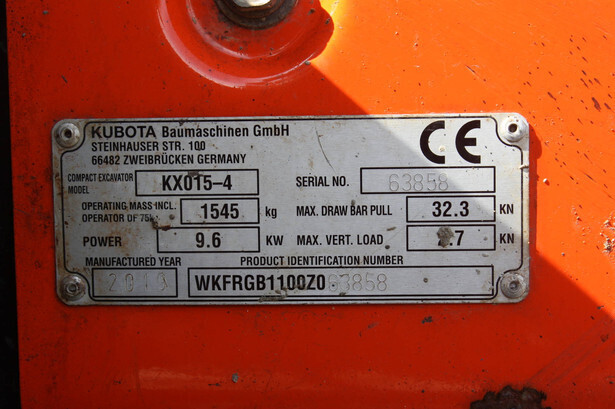 KUBOTA Baumaschinen GmbH
STEINHAUSER STR. 100
66482 ZWEIBRÜCKEN GERMANY
CE
COMPACT EXCAVATOR MODEL KX015-4 SERIAL NO. 63858
OPERATING MASS INCL. OPERATOR OF 1545 kg MAX. DRAW BAR PULL 32.3 KN
POWER 9.6 KW MAX. VERT. LOAD KN
MANUFACTURED YEAR PRODUCT IDENTIFICATION NUMBER
WKFRGB1100Z063858